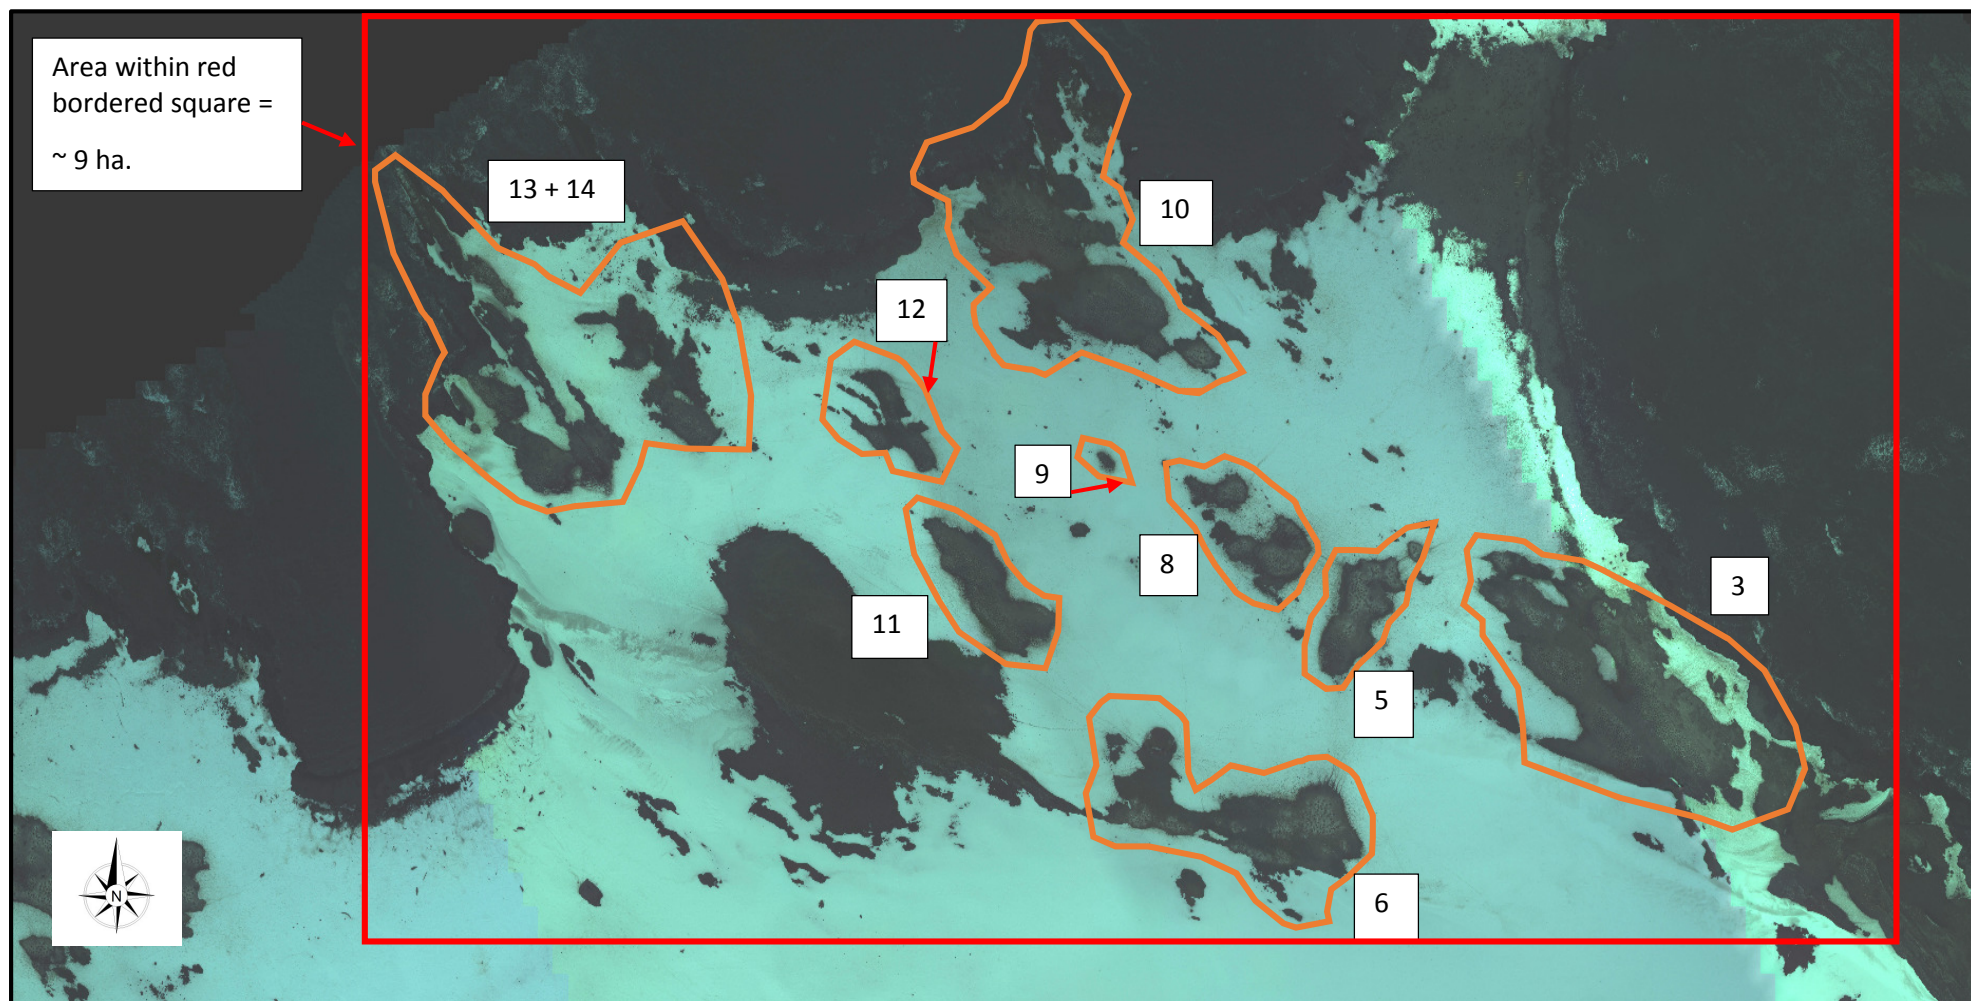 Area within red
bordered square =
~ 9 ha.
13 + 14
10
12
9
8
3
11
5
6
N